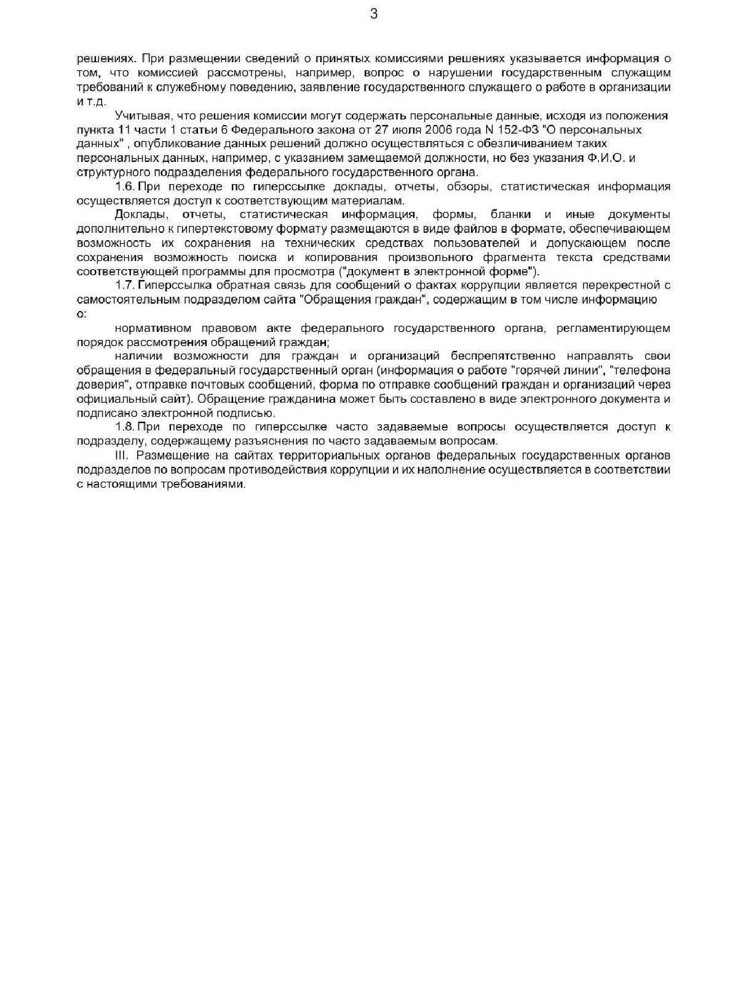 3
решениях. При размещении сведений о принятых комиссиями решениях указывается информация о
том, что комиссией рассмотрены, например, вопрос о нарушении государственным служащим
требований к служебному поведению, заявление государственного служащего о работе в организации
и т.д.
Учитывая, что решения комиссии могут содержать персональные данные, исходя из положения
пункта 11 части 1 статьи 6 Федерального закона от 27 июля 2006 года N 152-ФЗ "О персональных
данных" , опубликование данных решений должно осуществляться с обезличиванием таких
персональных данных, например, с указанием замещаемой должности, но без указания Ф.И.О. и
структурного подразделения федерального государственного органа.
1.6. При переходе по гиперссылке доклады, отчеты, обзоры, статистическая информация
осуществляется доступ к соответствующим материалам.
Доклады, отчеты, статистическая информация, формы, бланки и иные документы
дополнительно к гипертекстовому формату размещаются в виде файлов в формате, обеспечивающем
возможность их сохранения на технических средствах пользователей и допускающем после
сохранения возможность поиска и копирования произвольного фрагмента текста средствами
соответствующей программы для просмотра ("документ в электронной форме").
1.7. Гиперссылка обратная связь для сообщений о фактах коррупции является перекрестной с
самостоятельным подразделом сайта "Обращения граждан", содержащим в том числе информацию
о:
нормативном правовом акте федерального государственного органа, регламентирующем
порядок рассмотрения обращений граждан;
наличии возможности для граждан и организаций беспрепятственно направлять свои
обращения в федеральный государственный орган (информация о работе "горячей линии", "телефона
доверия", отправке почтовых сообщений, форма по отправке сообщений граждан и организаций через
официальный сайт). Обращение гражданина может быть составлено в виде электронного документа и
подписано электронной подписью.
1.8. При переходе по гиперссылке часто задаваемые вопросы осуществляется доступ к
подразделу, содержащему разъяснения по часто задаваемым вопросам.
III. Размещение на сайтах территориальных органов федеральных государственных органов
подразделов по вопросам противодействия коррупции и их наполнение осуществляется в соответствии
с настоящими требованиями.